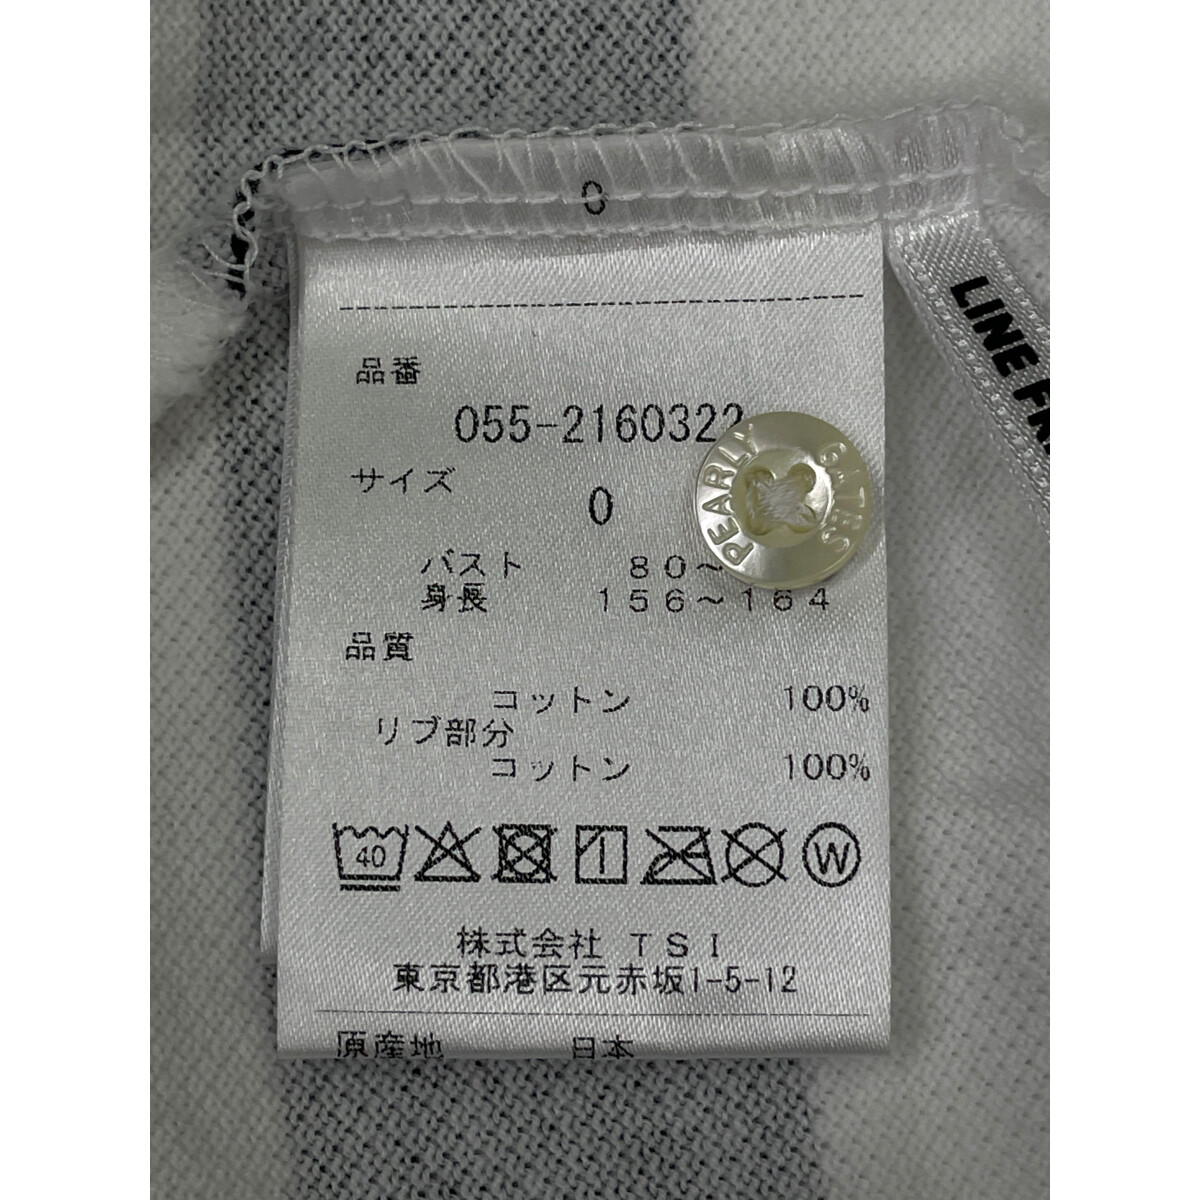 0
品番
055-2160322
サイズ
0
バスト 80~
身長 156~164
品質
コットン 100%
リブ部分
コットン 100%
40
W
株式会社 TSI
東京都港区元赤坂1-5-12
原産地 日本
PEARLY GATES
LINE